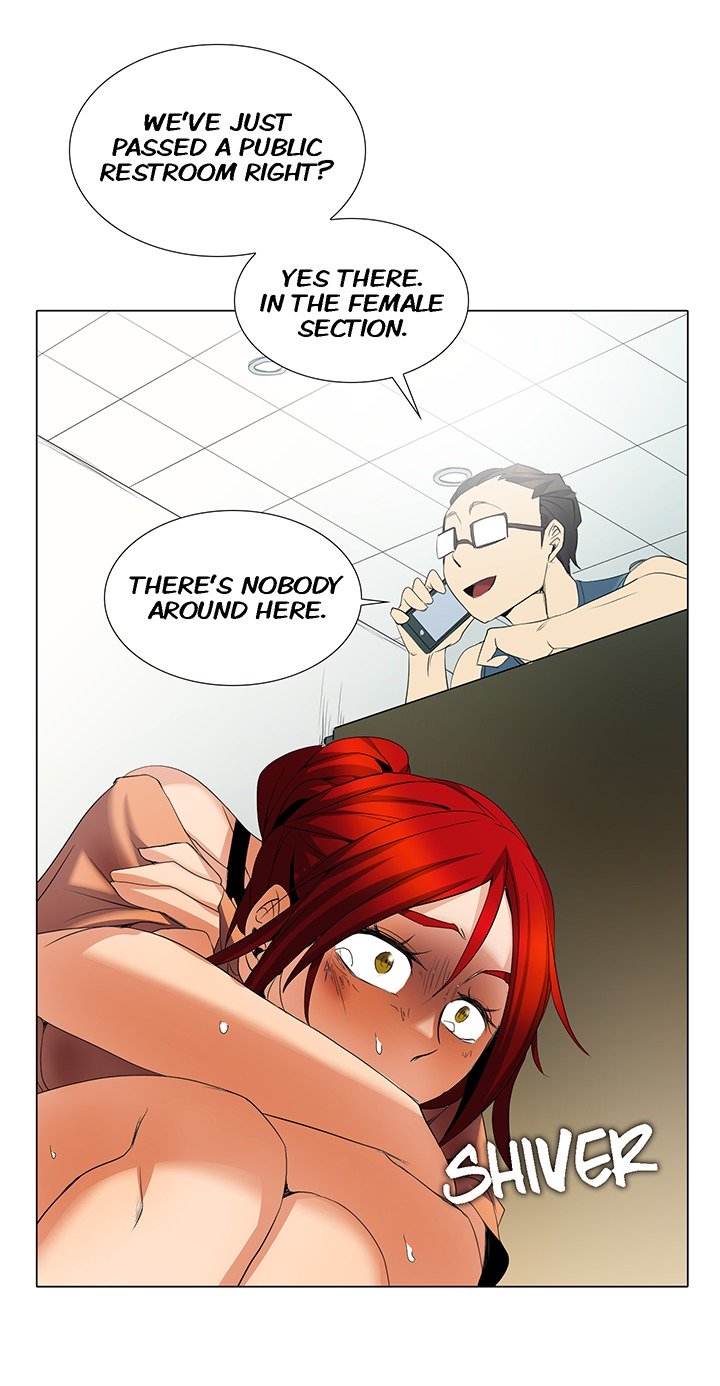 WE'VE JUST
PASSED A PUBLIC
RESTROOM RIGHT?
YES THERE.
IN THE FEMALE
SECTION.
THERE'S NOBODY
AROUND HERE.
SHIVER